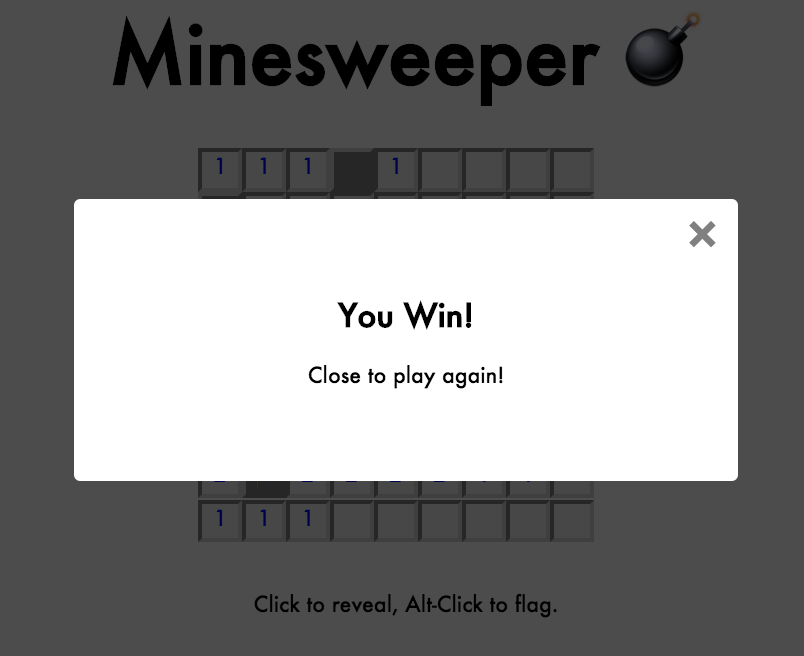 Minesweeper
1 1 1 1
You Win!
Close to play again!
1 1 1
Click to reveal, Alt-Click to flag.